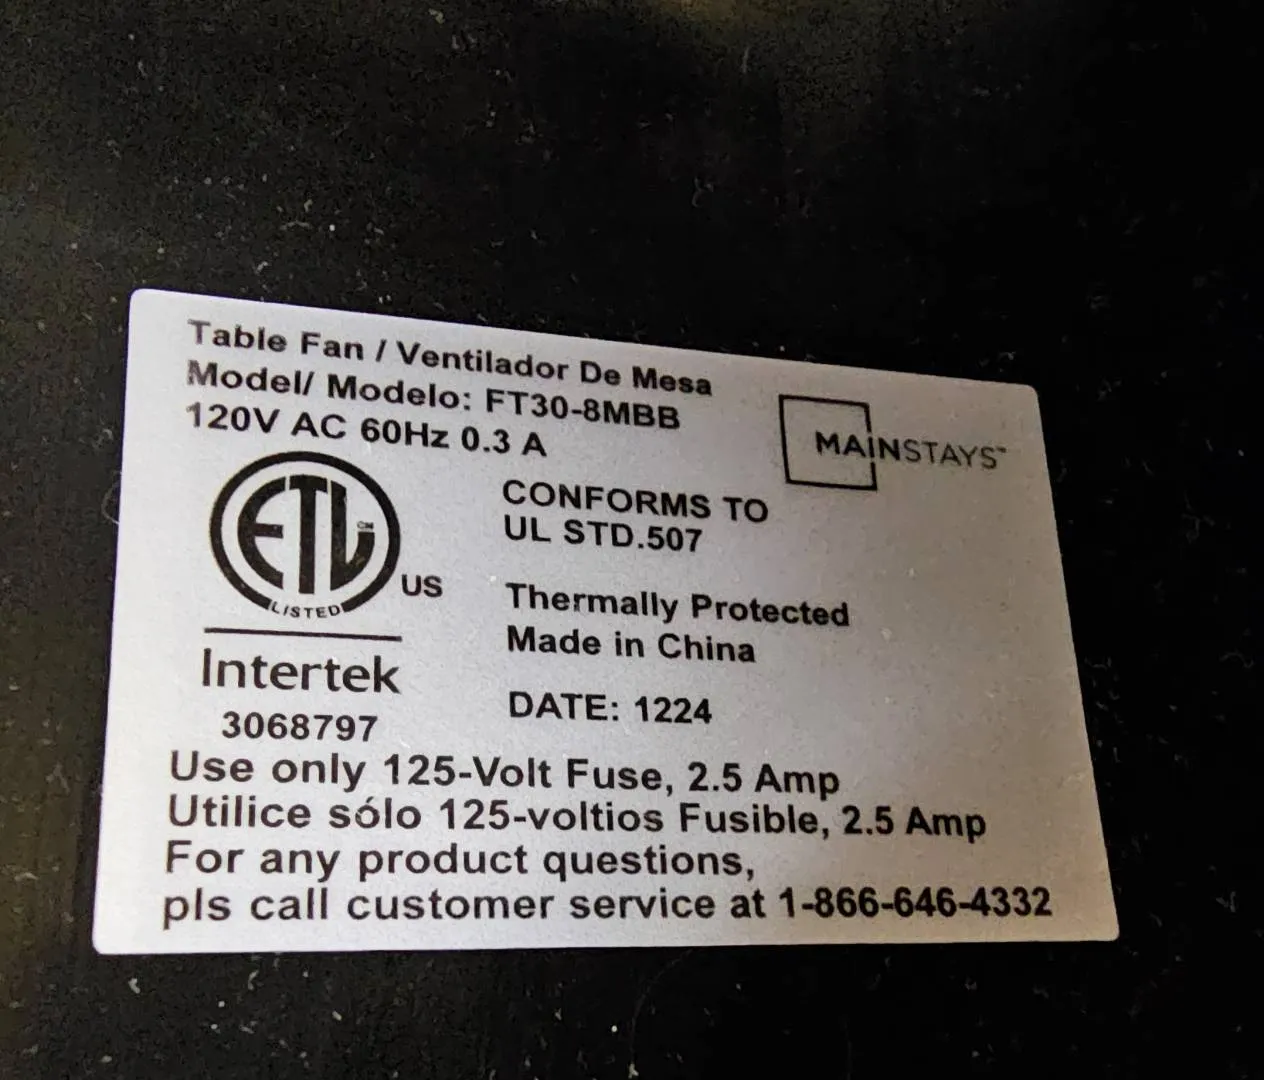 Table Fan / Ventilador De Mesa
Model/ Modelo: FT30-8MBB
120V AC 60Hz 0.3 A
MAINSTAYS™
ETL CM
LISTED
US
Intertek
3068797
CONFORMS TO
UL STD.507
Thermally Protected
Made in China
DATE: 1224
Use only 125-Volt Fuse, 2.5 Amp
Utilice sólo 125-voltios Fusible, 2.5 Amp
For any product questions,
pls call customer service at 1-866-646-4332